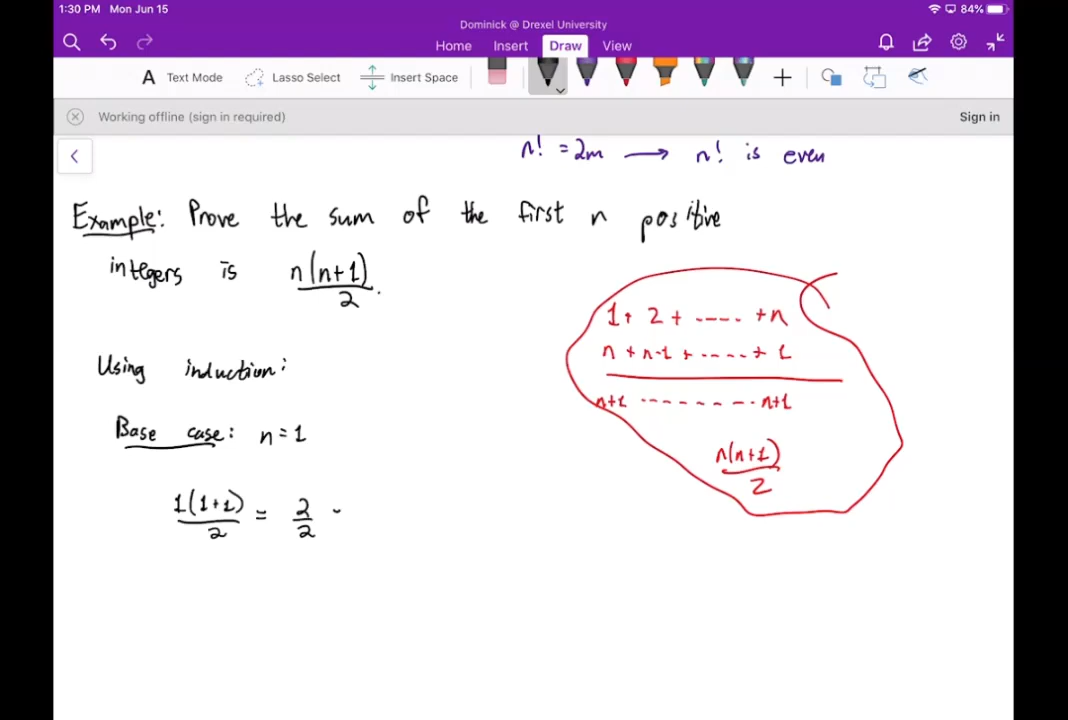 1:30 PM Mon Jun 15
84%
Dominick @ Drexel University
Home Insert Draw View
A Text Mode Lasso Select Insert Space
Working offline (sign in required) Sign in
n! = 2m → n! is even
Example: Prove the sum of the first n positive
integers is n(n+1)/2.
1 + 2 + ..... + n
n + n-1 + ..... + 1
n+1 ......... n+1
n(n+1)/2
Using induction:
Base case: n = 1
1(1+1)/2 = 2/2 -